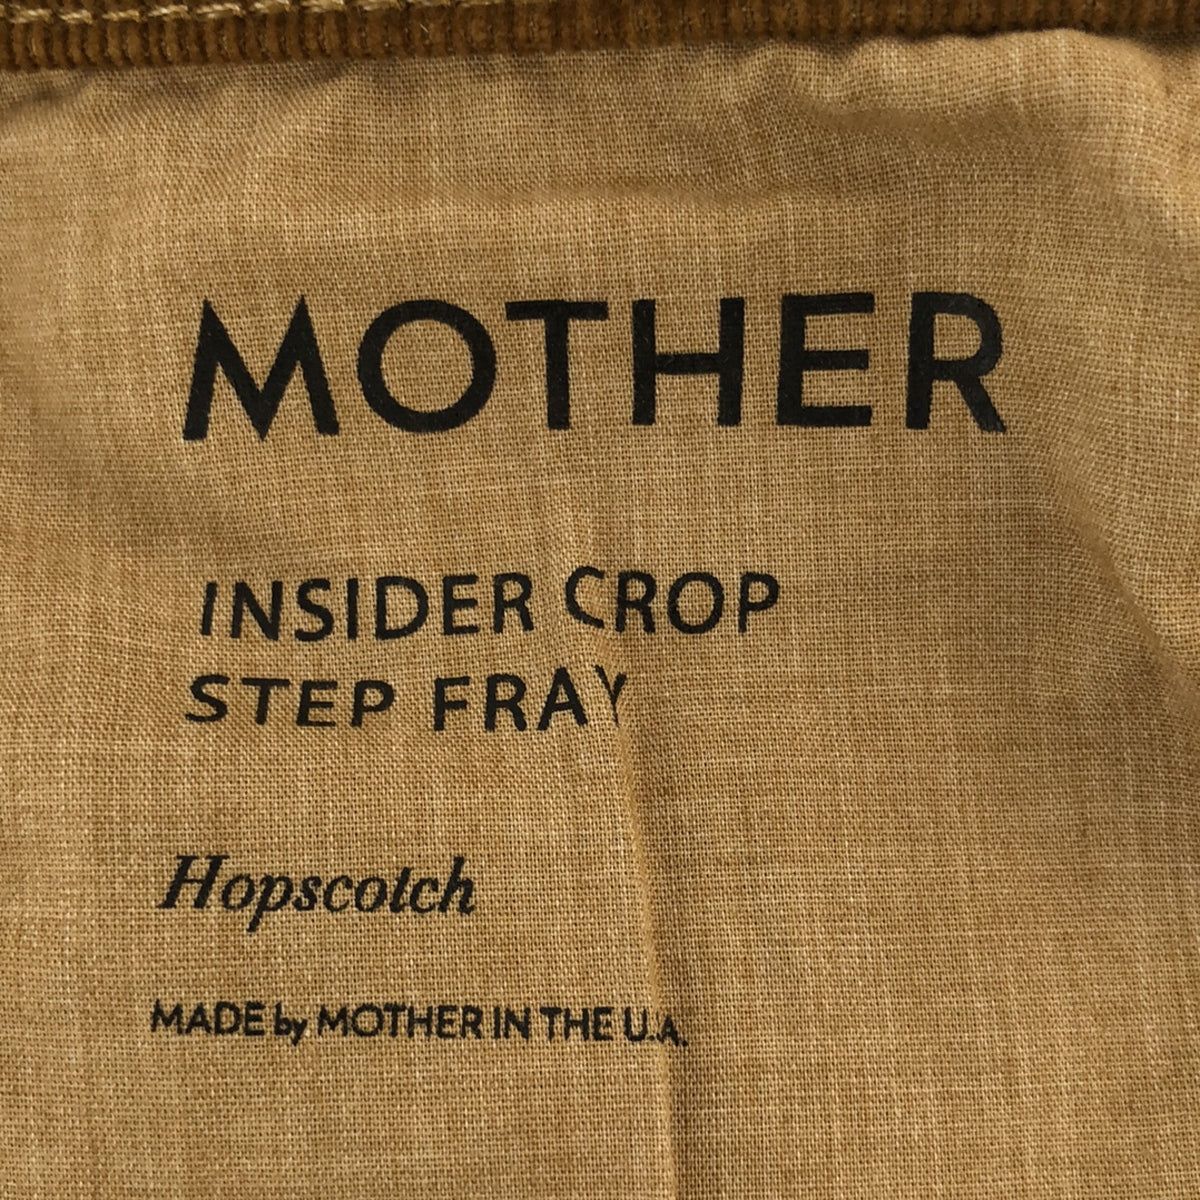 MOTHER
INSIDER CROP
STEP FRAY
Hopscotch
MADE by MOTHER IN THE U.A.